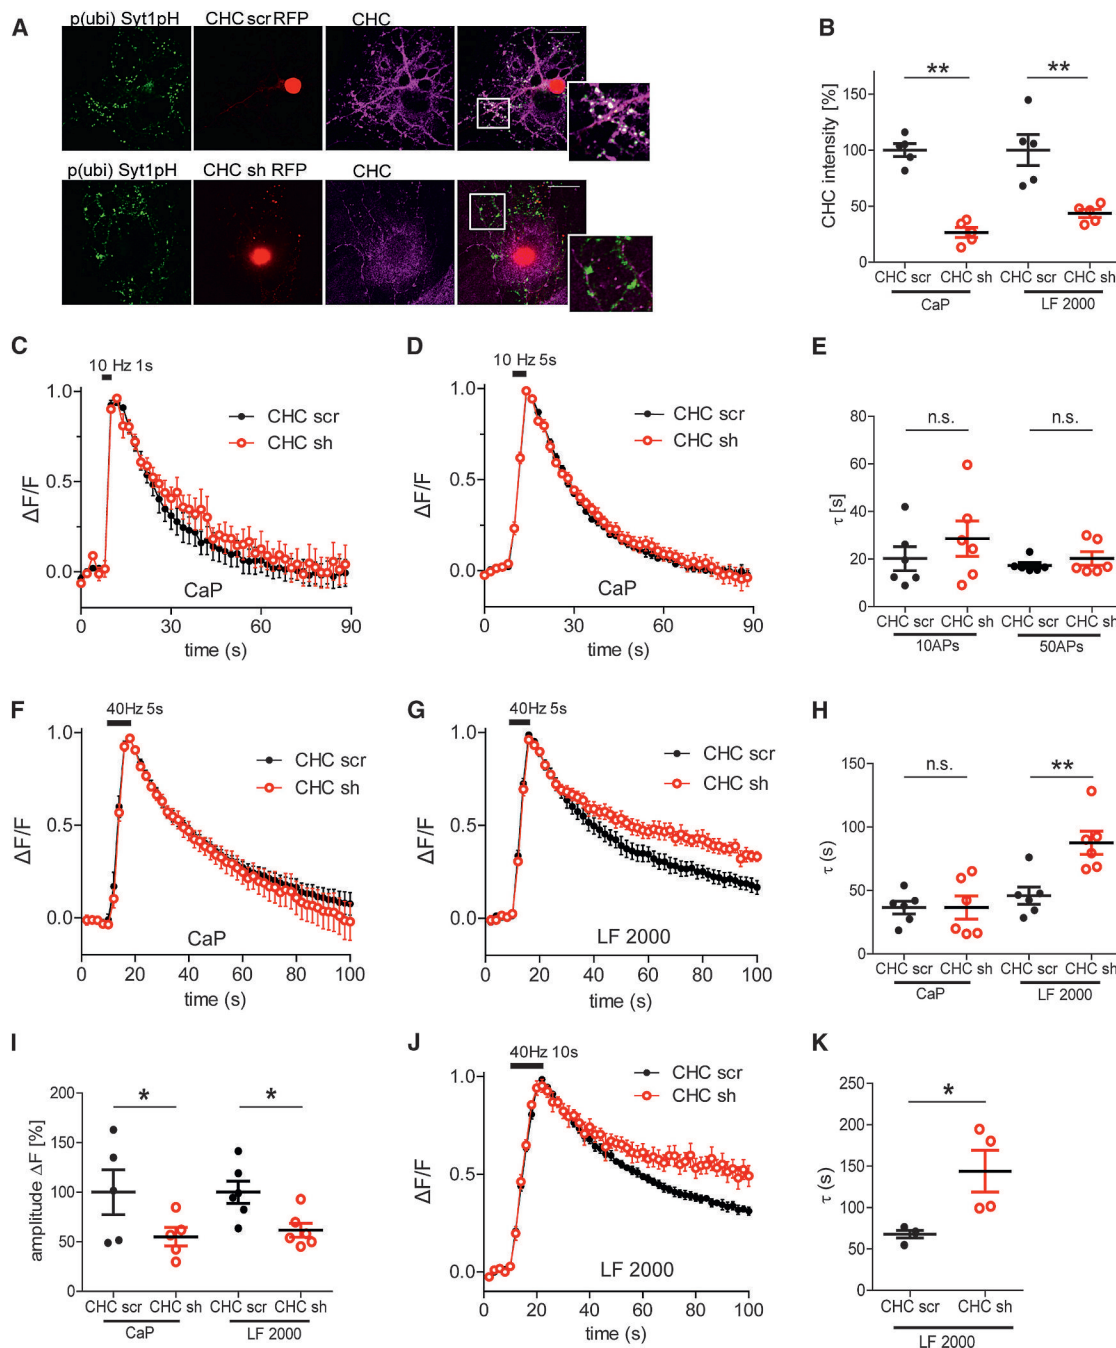 A
p(ubi) Syt1pH
CHC scr RFP
CHC
p(ubi) Syt1pH
CHC sh RFP
CHC
B
CHC intensity [%]
150
100
50
0
**
**
CHC scr
CHC sh
CHC scr
CHC sh
CaP
LF 2000
C
10 Hz 1s
ΔF/F
1.0
0.5
0.0
CHC scr
CHC sh
CaP
0
30
60
90
time (s)
D
10 Hz 5s
ΔF/F
1.0
0.5
0.0
CHC scr
CHC sh
CaP
0
30
60
90
time (s)
E
τ [s]
80
60
40
20
0
n.s.
n.s.
CHC scr
CHC sh
CHC scr
CHC sh
10APs
50APs
F
40Hz 5s
ΔF/F
1.0
0.5
0.0
CHC scr
CHC sh
CaP
0
20
40
60
80
100
time (s)
G
40Hz 5s
ΔF/F
1.0
0.5
0.0
CHC scr
CHC sh
LF 2000
0
20
40
60
80
100
time (s)
H
τ (s)
150
100
50
0
n.s.
**
CHC scr
CHC sh
CHC scr
CHC sh
CaP
LF 2000
I
amplitude ΔF [%]
200
150
100
50
0
*
*
CHC scr
CHC sh
CHC scr
CHC sh
CaP
LF 2000
J
40Hz 10s
ΔF/F
1.0
0.5
0.0
CHC scr
CHC sh
LF 2000
0
20
40
60
80
100
time (s)
K
τ (s)
250
200
150
100
50
0
*
CHC scr
CHC sh
LF 2000